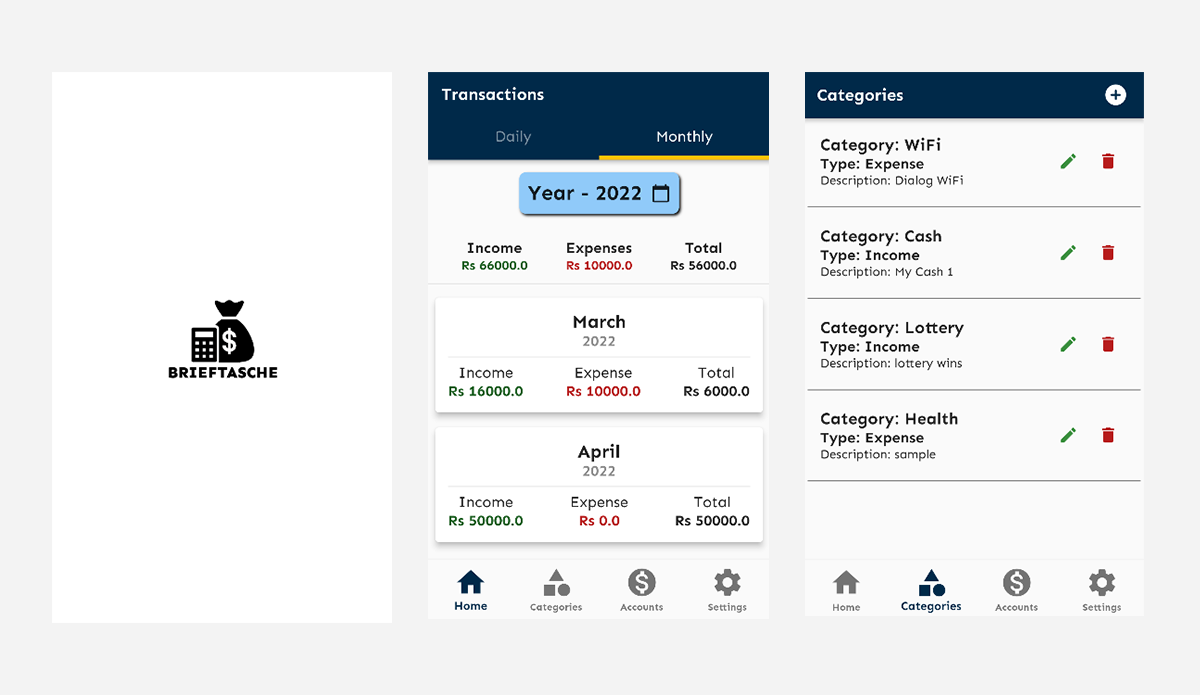 $
BRIEFTASCHE
Transactions
Daily Monthly
Year - 2022
Income Expenses Total
Rs 66000.0 Rs 10000.0 Rs 56000.0
March
2022
Income Expense Total
Rs 16000.0 Rs 10000.0 Rs 6000.0
April
2022
Income Expense Total
Rs 50000.0 Rs 0.0 Rs 50000.0
$
Home Categories Accounts Settings
Categories
Category: WiFi
Type: Expense
Description: Dialog WiFi
Category: Cash
Type: Income
Description: My Cash 1
Category: Lottery
Type: Income
Description: lottery wins
Category: Health
Type: Expense
Description: sample
$
Home Categories Accounts Settings